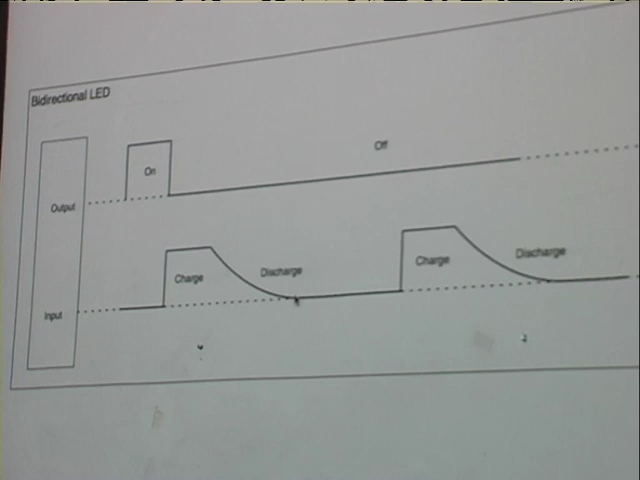 Bidirectional LED
Output
On
Off
Input
Charge
Discharge
Charge
Discharge